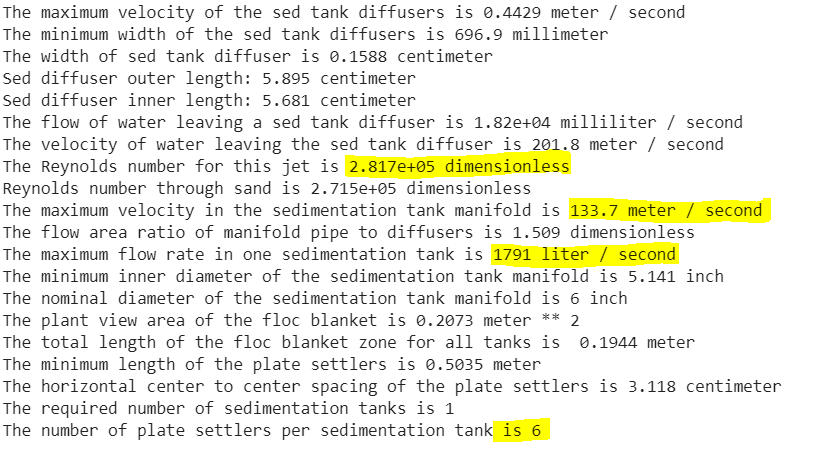 The maximum velocity of the sed tank diffusers is 0.4429 meter / second
The minimum width of the sed tank diffusers is 696.9 millimeter
The width of sed tank diffuser is 0.1588 centimeter
Sed diffuser outer length: 5.895 centimeter
Sed diffuser inner length: 5.681 centimeter
The flow of water leaving a sed tank diffuser is 1.82e+04 milliliter / second
The velocity of water leaving the sed tank diffuser is 201.8 meter / second
The Reynolds number for this jet is 2.817e+05 dimensionless
Reynolds number through sand is 2.715e+05 dimensionless
The maximum velocity in the sedimentation tank manifold is 133.7 meter / second
The flow area ratio of manifold pipe to diffusers is 1.509 dimensionless
The maximum flow rate in one sedimentation tank is 1791 liter / second
The minimum inner diameter of the sedimentation tank manifold is 5.141 inch
The nominal diameter of the sedimentation tank manifold is 6 inch
The plant view area of the floc blanket is 0.2073 meter ** 2
The total length of the floc blanket zone for all tanks is  0.1944 meter
The minimum length of the plate settlers is 0.5035 meter
The horizontal center to center spacing of the plate settlers is 3.118 centimeter
The required number of sedimentation tanks is 1
The number of plate settlers per sedimentation tank is 6